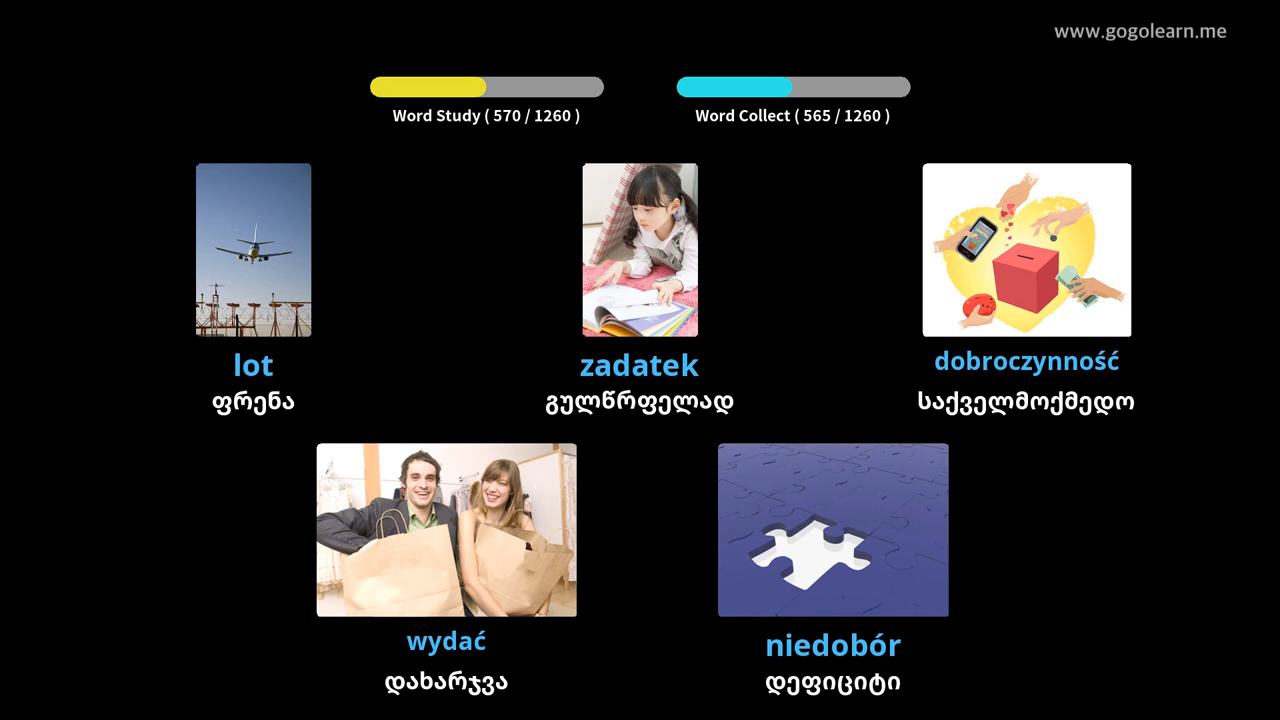 www.gogolearn.me
Word Study ( 570 / 1260 )
Word Collect ( 565 / 1260 )
lot
ფრენა
zadatek
გულწრფელად
dobroczynność
საქველმოქმედო
wydać
დახარჯვა
niedobór
დეფიციტი